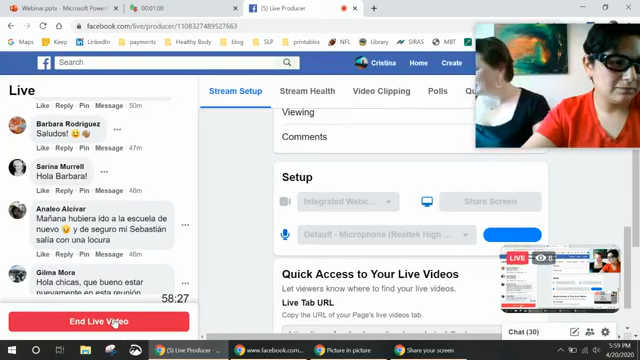 Webinar.pptx - Microsoft PowerP
00:01:00
(5) Live Producer
facebook.com/live/producer/1108327489527663
Maps
Google
Keep
LinkedIn
payments
Healthy Body
blog
SLP
printables
NFL
Library
SIRAS
MBT
Search
Cristina
Home
Create
Live
Stream Setup
Stream Health
Video Clipping
Polls
Like · Reply · Pin · Message · 50m
Barbara Rodriguez
Saludos!
Like · Reply · Pin · Message · 47m
Sarina Murrell
Hola Barbara!
Like · Reply · Pin · Message · 46m
Analeo Alcivar
Mañana hubiera ido a la escuela de
nuevo y de seguro mi Sebastián
salía con una locura
Like · Reply · Pin · Message · 46m
Gilma Mora
Hola chicas, que bueno estar
nuevamente en esta reunión
58:27
End Live Video
Viewing
Comments
Setup
Integrated Webc...
Share Screen
Default - Microphone (Realtek High ...
Quick Access to Your Live Videos
Let viewers know where to find your live video.
Live Tab URL
Copy the URL of your Page's live videos tab.
LIVE
Chat (30)
(5) Live Producer
www.facebook.com...
Picture in picture
Share your screen
5:59 PM
4/20/2020